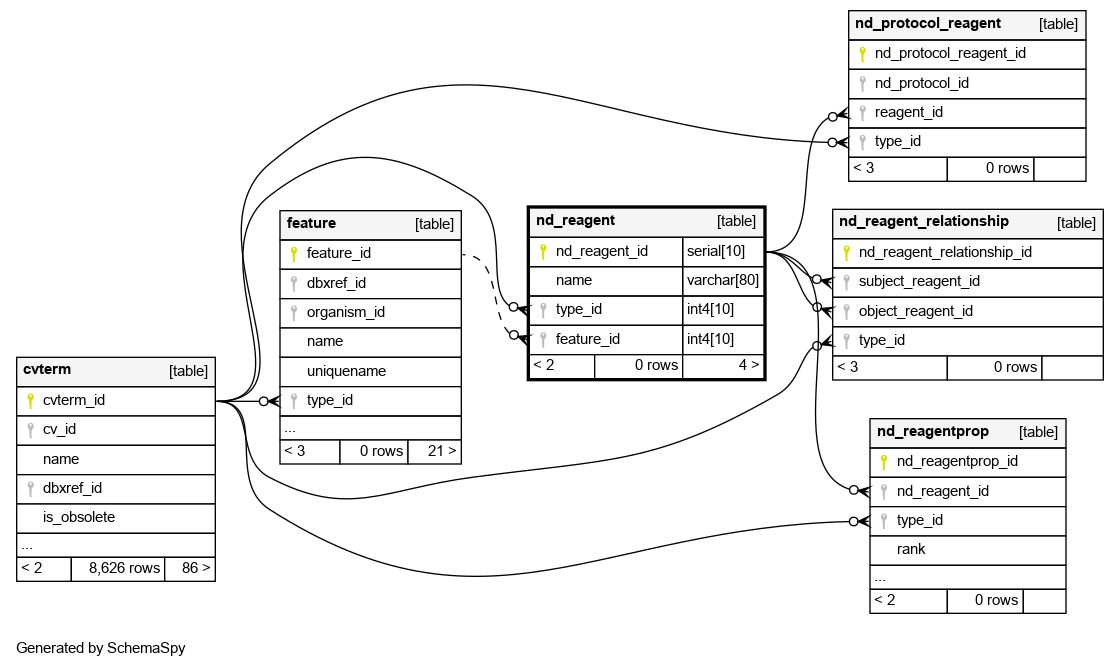 nd_protocol_reagent [table]
nd_protocol_reagent_id
nd_protocol_id
reagent_id
type_id
< 3 0 rows
feature [table]
feature_id
dbxref_id
organism_id
name
uniquename
type_id
...
< 3 0 rows 21 >
nd_reagent [table]
nd_reagent_id serial[10]
name varchar[80]
type_id int4[10]
feature_id int4[10]
< 2 0 rows 4 >
nd_reagent_relationship [table]
nd_reagent_relationship_id
subject_reagent_id
object_reagent_id
type_id
< 3 0 rows
cvterm [table]
cvterm_id
cv_id
name
dbxref_id
is_obsolete
...
< 2 8,626 rows 86 >
nd_reagentprop [table]
nd_reagentprop_id
nd_reagent_id
type_id
rank
...
< 2 0 rows
Generated by SchemaSpy